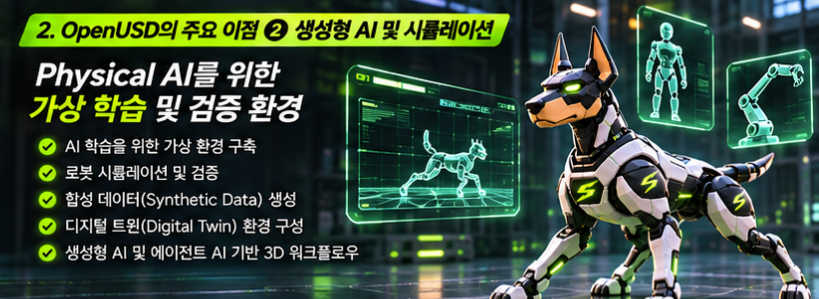 2. OpenUSD의 주요 이점 ❷ 생성형 AI 및 시뮬레이션
Physical AI를 위한
가상 학습 및 검증 환경
AI 학습을 위한 가상 환경 구축
로봇 시뮬레이션 및 검증
합성 데이터(Synthetic Data) 생성
디지털 트윈(Digital Twin) 환경 구성
생성형 AI 및 에이전트 AI 기반 3D 워크플로우